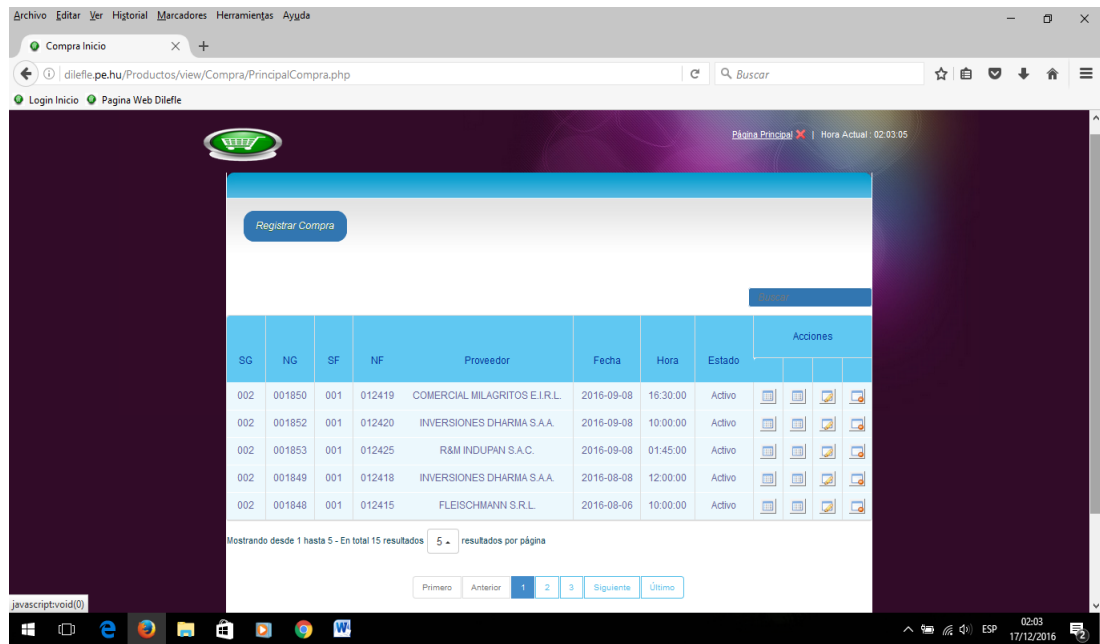 Archivo Editar Ver Historial Marcadores Herramientas Ayuda
Compra Inicio
dilefle.pe.hu/Productos/view/Compra/PrincipalCompra.php
Buscar
Login Inicio Pagina Web Dilefle
Página Principal | Hora Actual : 02:03:05
Registrar Compra
Buscar
Acciones
SG NG SF NF Proveedor Fecha Hora Estado
002 001850 001 012419 COMERCIAL MILAGRITOS E.I.R.L. 2016-09-08 16:30:00 Activo
002 001852 001 012420 INVERSIONES DHARMA S.A.A. 2016-09-08 10:00:00 Activo
002 001853 001 012425 R&M INDUPAN S.A.C. 2016-09-08 01:45:00 Activo
002 001849 001 012418 INVERSIONES DHARMA S.A.A. 2016-08-08 12:00:00 Activo
002 001848 001 012415 FLEISCHMANN S.R.L. 2016-08-06 10:00:00 Activo
Mostrando desde 1 hasta 5 - En total 15 resultados 5 resultados por página
Primero Anterior 1 2 3 Siguiente Último
javascript:void(0)
ESP
02:03
17/12/2016
2